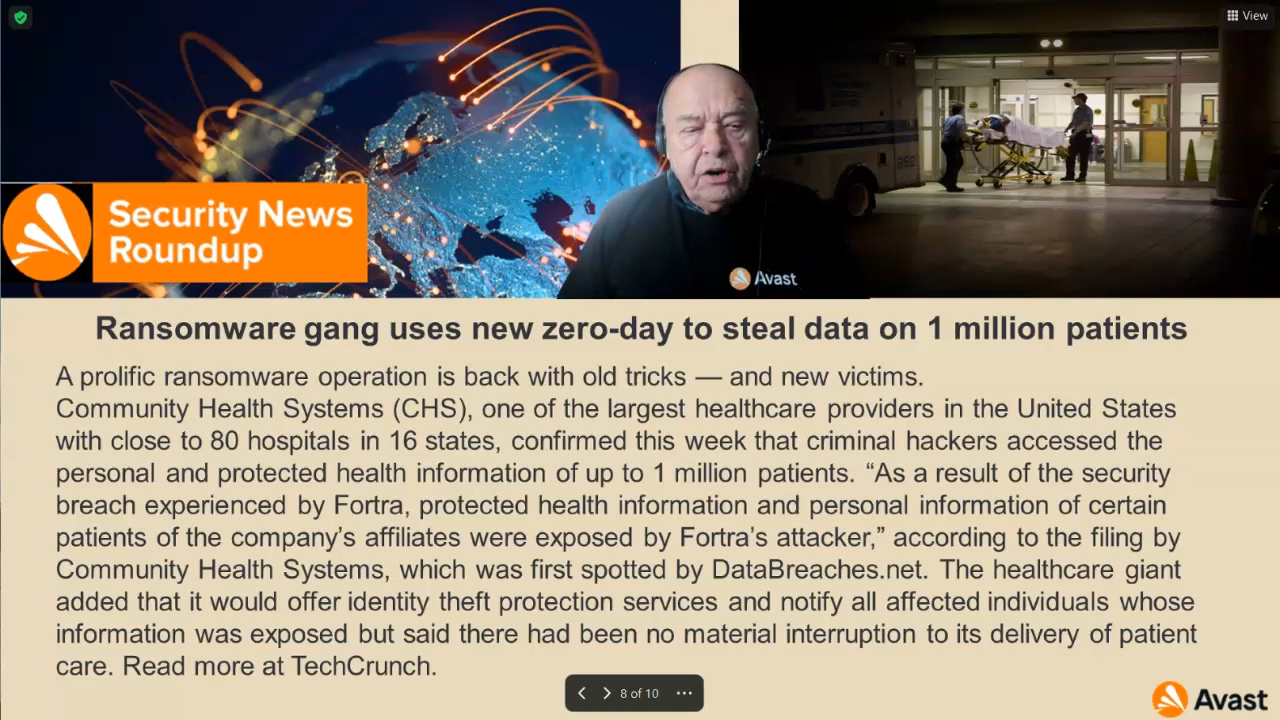 View
Security News
Roundup
Avast
Ransomware gang uses new zero-day to steal data on 1 million patients
A prolific ransomware operation is back with old tricks — and new victims.
Community Health Systems (CHS), one of the largest healthcare providers in the United States
with close to 80 hospitals in 16 states, confirmed this week that criminal hackers accessed the
personal and protected health information of up to 1 million patients. “As a result of the security
breach experienced by Fortra, protected health information and personal information of certain
patients of the company’s affiliates were exposed by Fortra’s attacker,” according to the filing by
Community Health Systems, which was first spotted by DataBreaches.net. The healthcare giant
added that it would offer identity theft protection services and notify all affected individuals whose
information was exposed but said there had been no material interruption to its delivery of patient
care. Read more at TechCrunch.
8 of 10
Avast